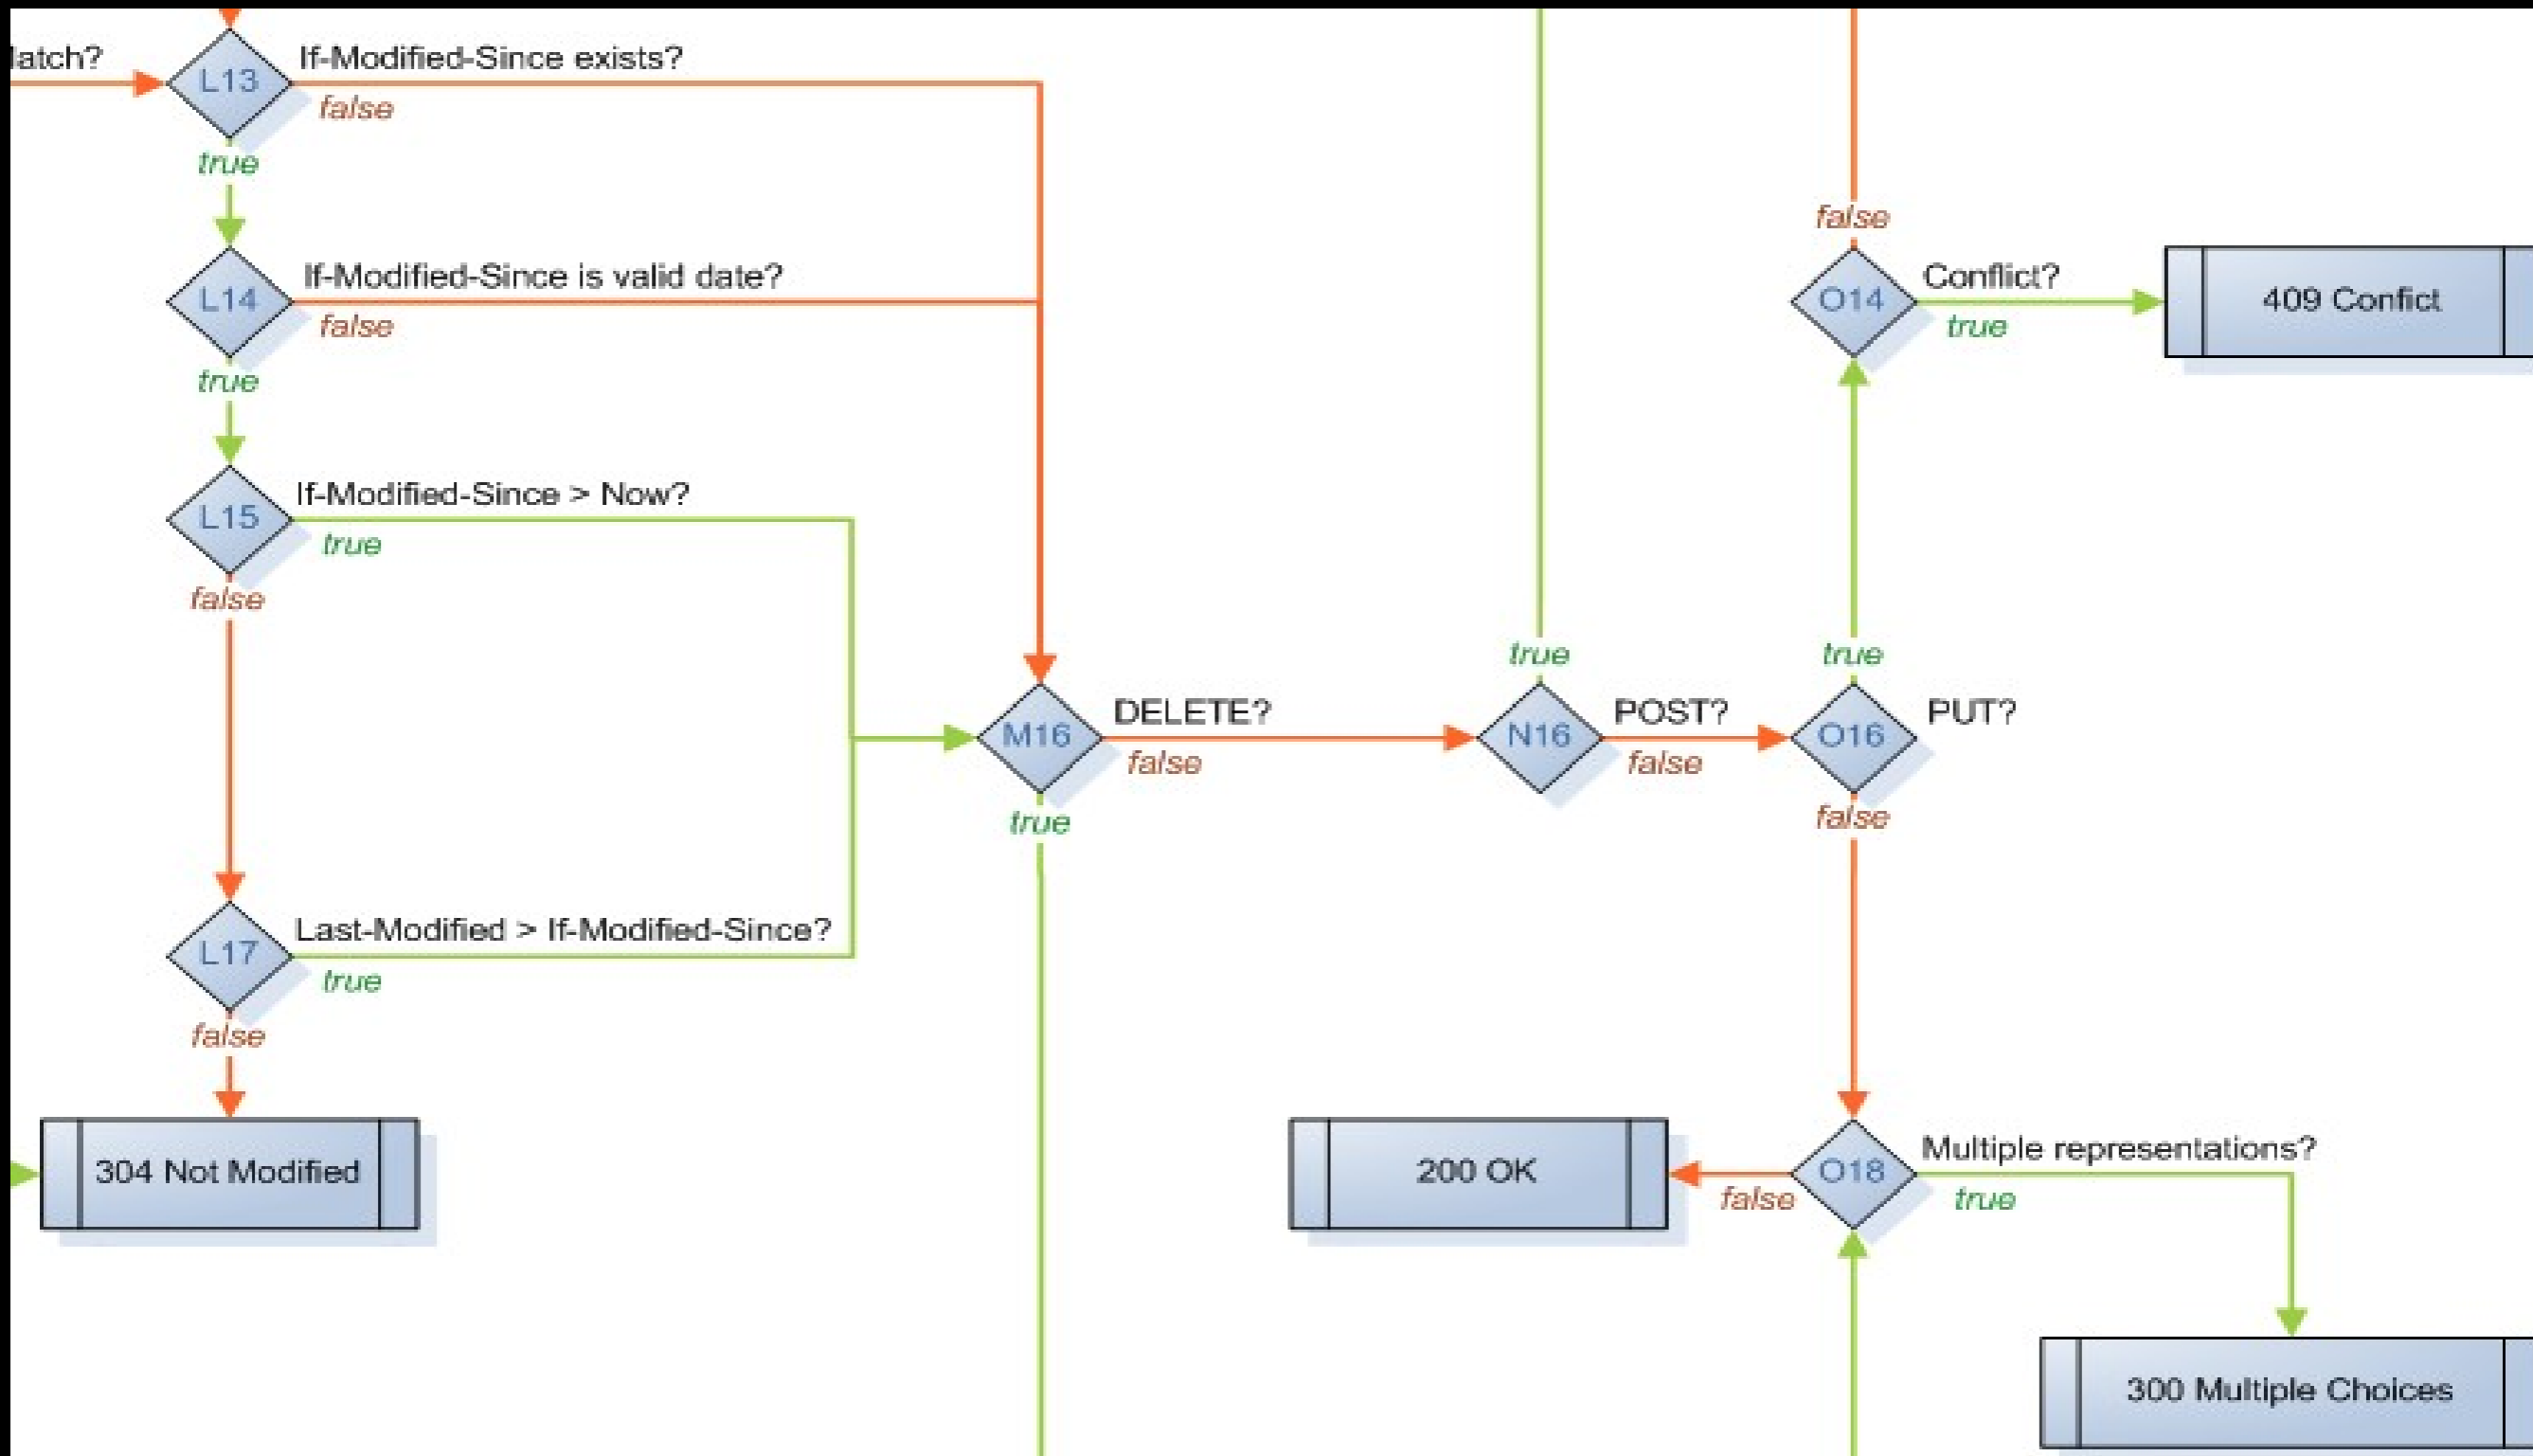 If-Modified-Since exists?
L13
false
true
If-Modified-Since is valid date?
L14
false
true
If-Modified-Since > Now?
L15
true
false
Last-Modified > If-Modified-Since?
L17
true
false
304 Not Modified
DELETE?
M16
false
true
true
POST?
N16
false
true
PUT?
O16
false
false
Conflict?
O14
true
409 Confict
Multiple representations?
O18
false
true
200 OK
300 Multiple Choices